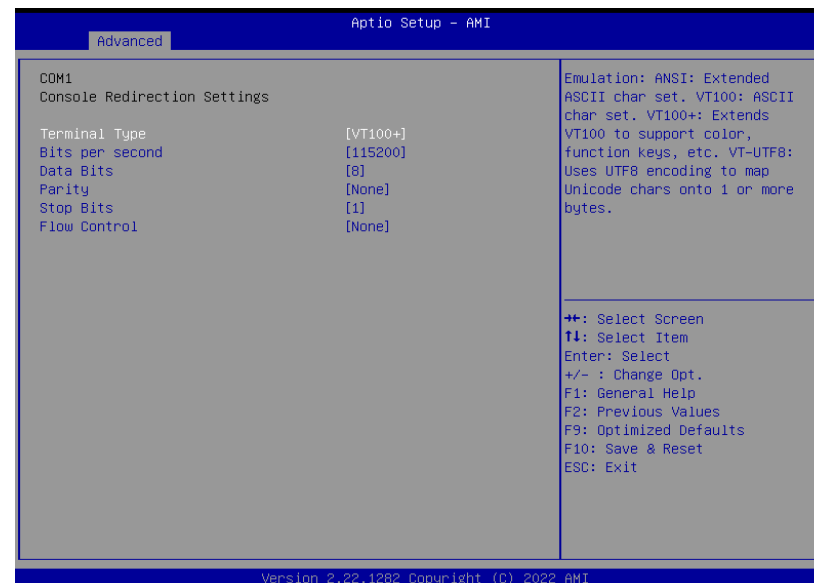 Aptio Setup – AMI
Advanced
COM1
Console Redirection Settings
Terminal Type [VT100+]
Bits per second [115200]
Data Bits [8]
Parity [None]
Stop Bits [1]
Flow Control [None]
Emulation: ANSI: Extended
ASCII char set. VT100: ASCII
char set. VT100+: Extends
VT100 to support color,
function keys, etc. VT-UTF8:
Uses UTF8 encoding to map
Unicode chars onto 1 or more
bytes.
→←: Select Screen
↑↓: Select Item
Enter: Select
+/- : Change Opt.
F1: General Help
F2: Previous Values
F9: Optimized Defaults
F10: Save & Reset
ESC: Exit
Version 2.22.1282 Copyright (C) 2022 AMI